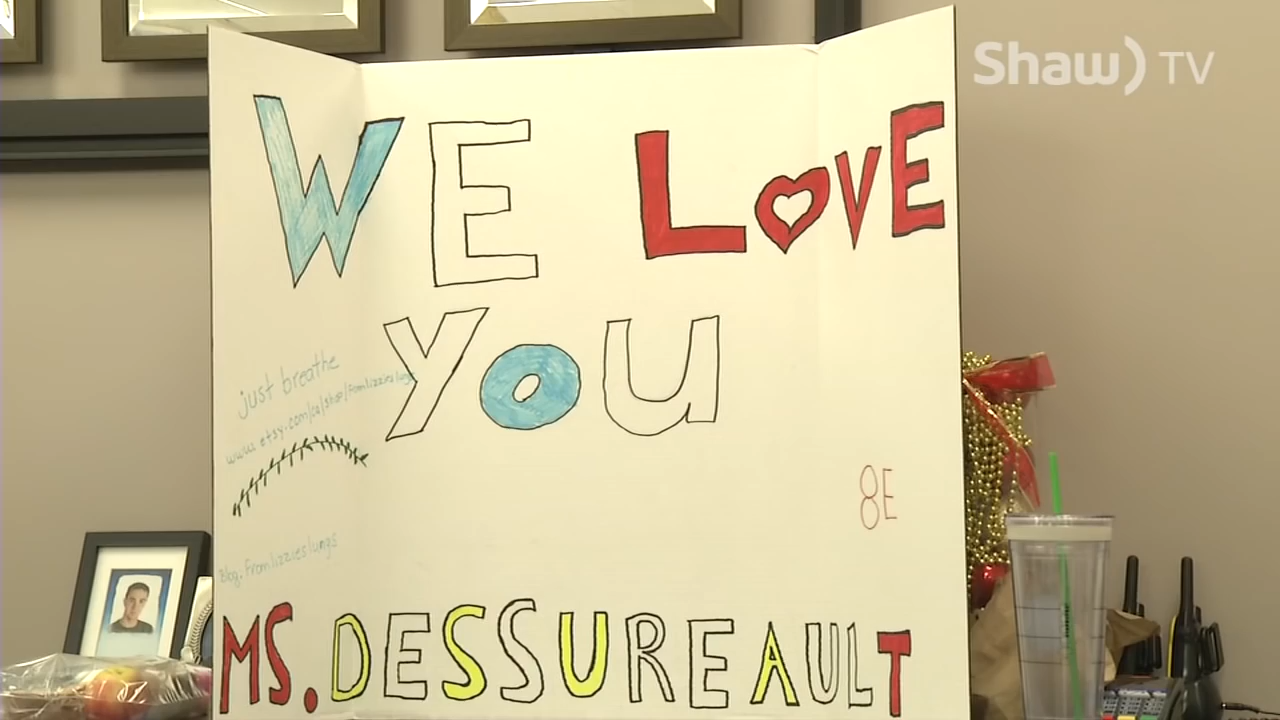 Shaw) TV
WE LOVE
YOU
just breathe
www.etsy.com/ca/shop/fromlizzieslungs
8E
Blog: fromlizzieslungs
MS. DESSUREAULT